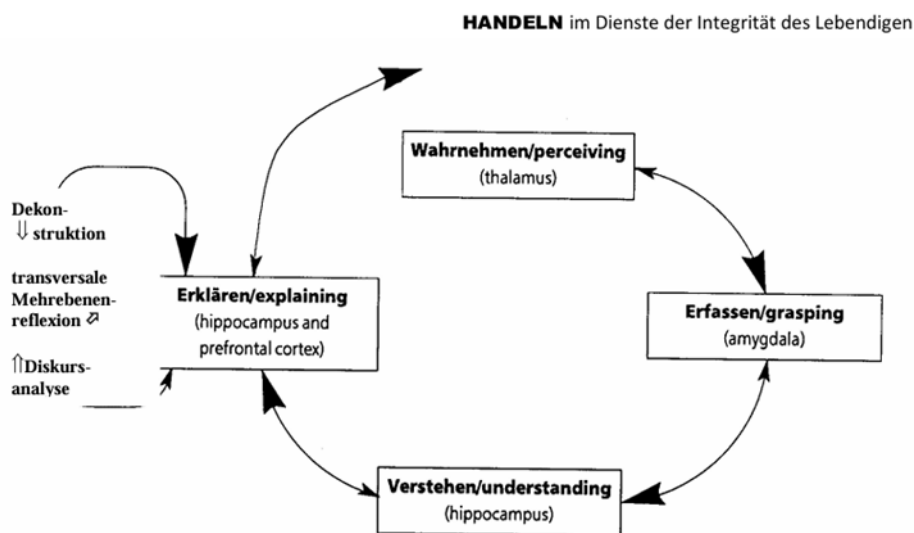 HANDELN im Dienste der Integrität des Lebendigen
Wahrnehmen/perceiving
(thalamus)
Dekon-
⇓ struktion
transversale
Mehrebenen-
reflexion ⇗
⇑Diskurs-
analyse
Erklären/explaining
(hippocampus and
prefrontal cortex)
Erfassen/grasping
(amygdala)
Verstehen/understanding
(hippocampus)